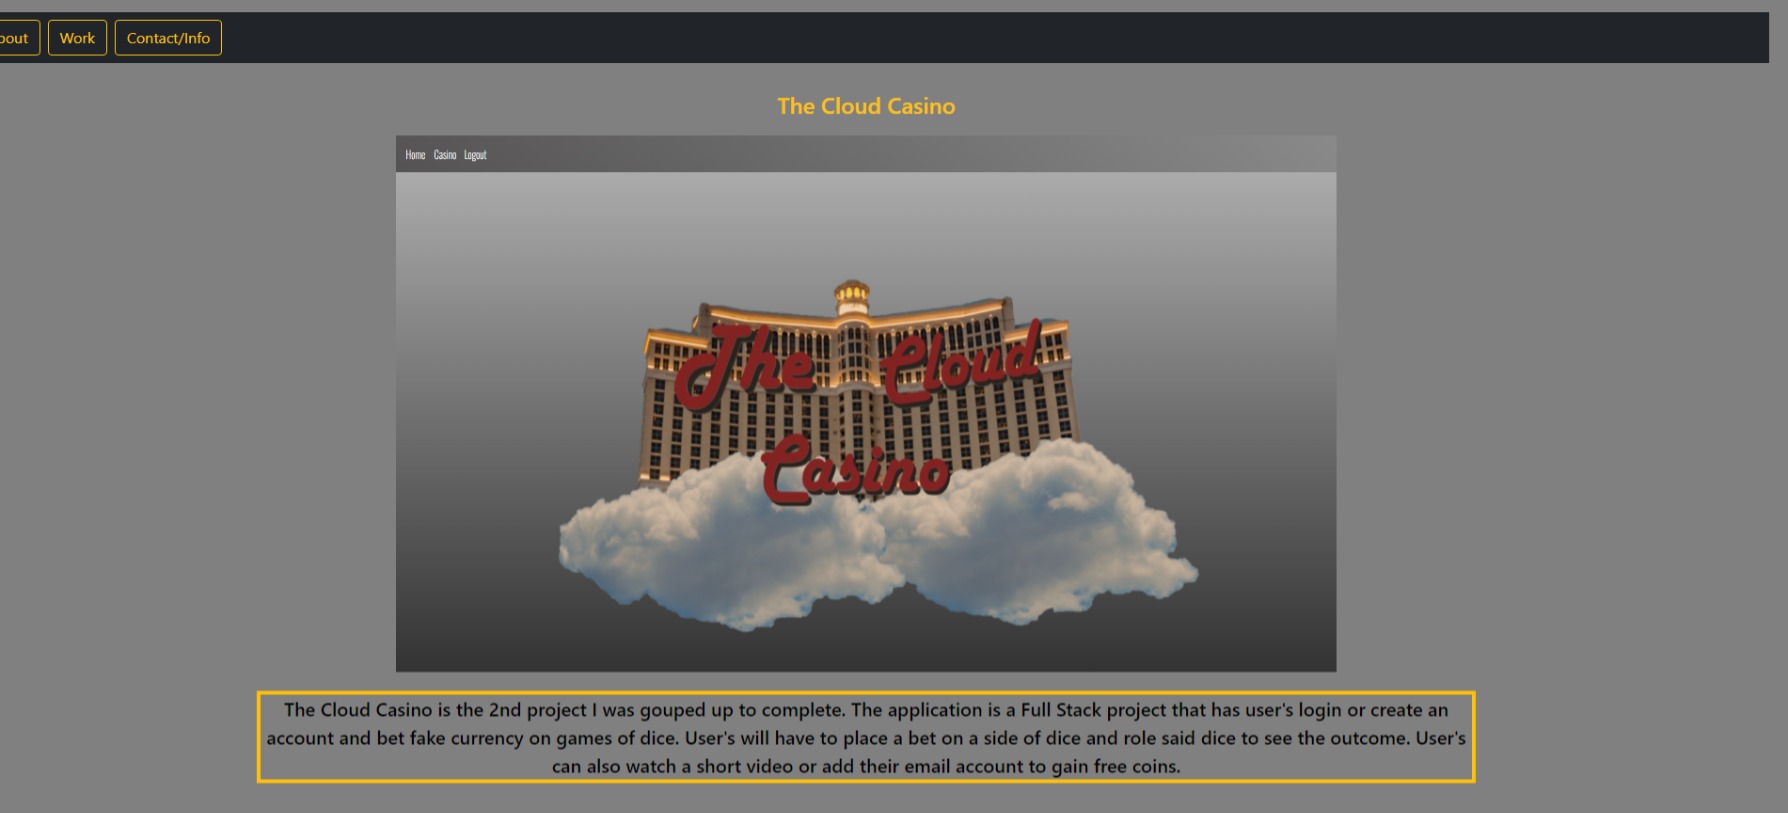 Work Contact/Info
The Cloud Casino
Home Casino Logout
The Cloud
Casino
The Cloud Casino is the 2nd project I was gouped up to complete. The application is a Full Stack project that has user's login or create an
account and bet fake currency on games of dice. User's will have to place a bet on a side of dice and role said dice to see the outcome. User's
can also watch a short video or add their email account to gain free coins.